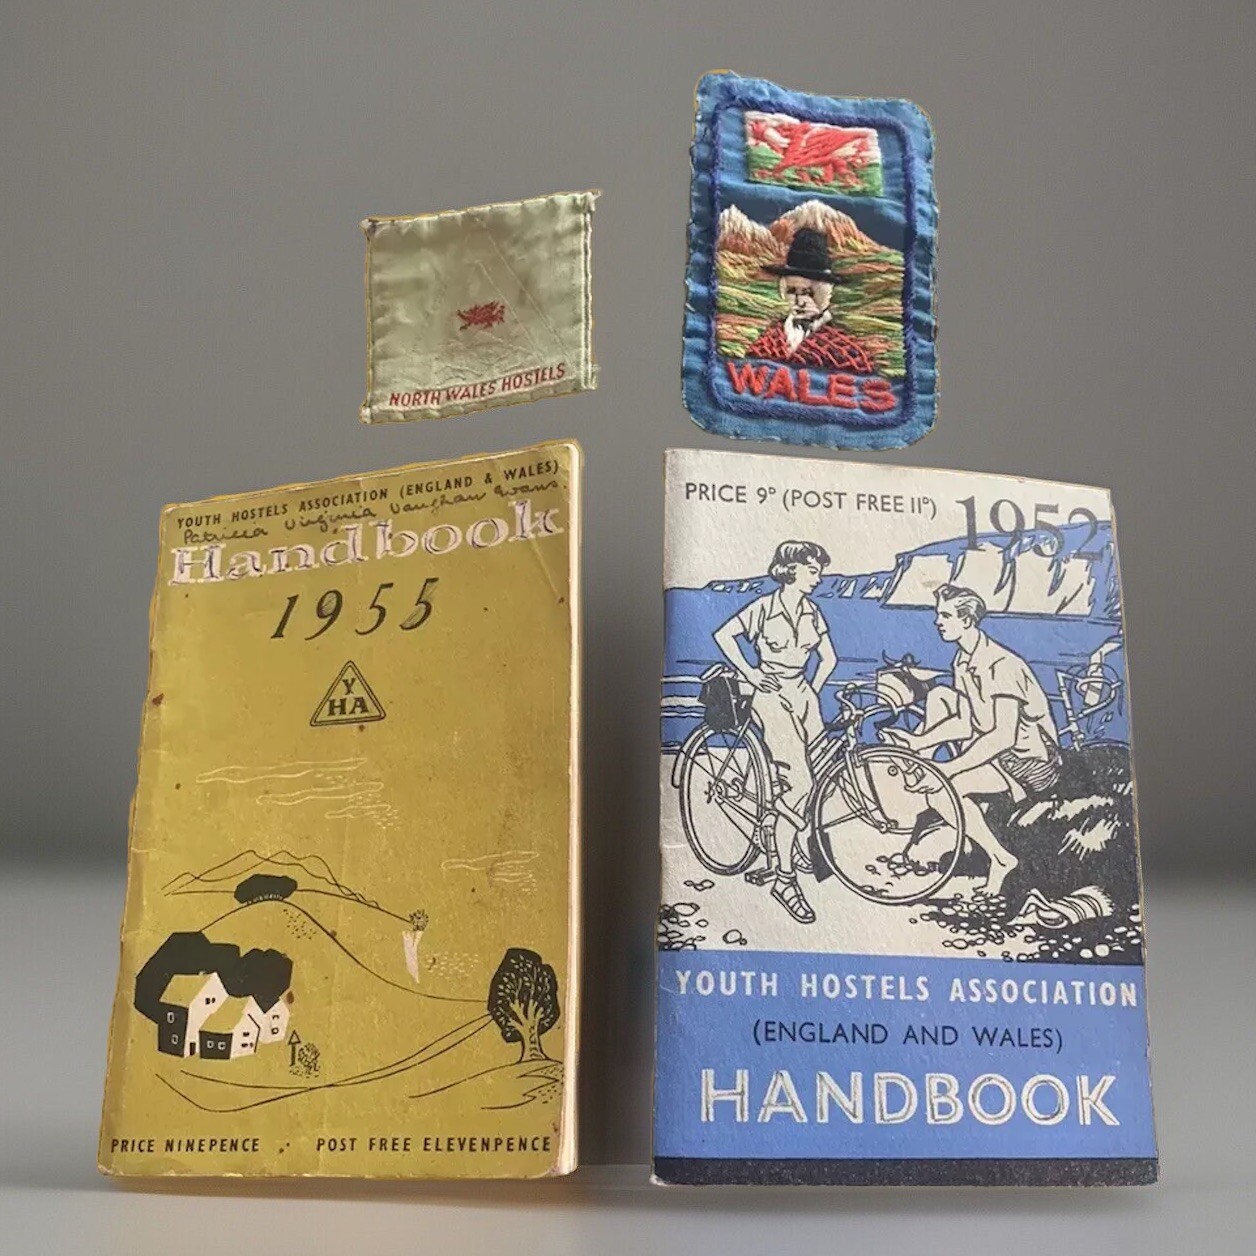 NORTH WALES HOSTELS
WALES
YOUTH HOSTELS ASSOCIATION (ENGLAND & WALES)
Patricia Virginia Vaughan Evans.
Handbook
1955
Y
HA
PRICE NINEPENCE . POST FREE ELEVENPENCE
PRICE 9ᴰ (POST FREE 11ᴰ) 1952
YOUTH HOSTELS ASSOCIATION
(ENGLAND AND WALES)
HANDBOOK